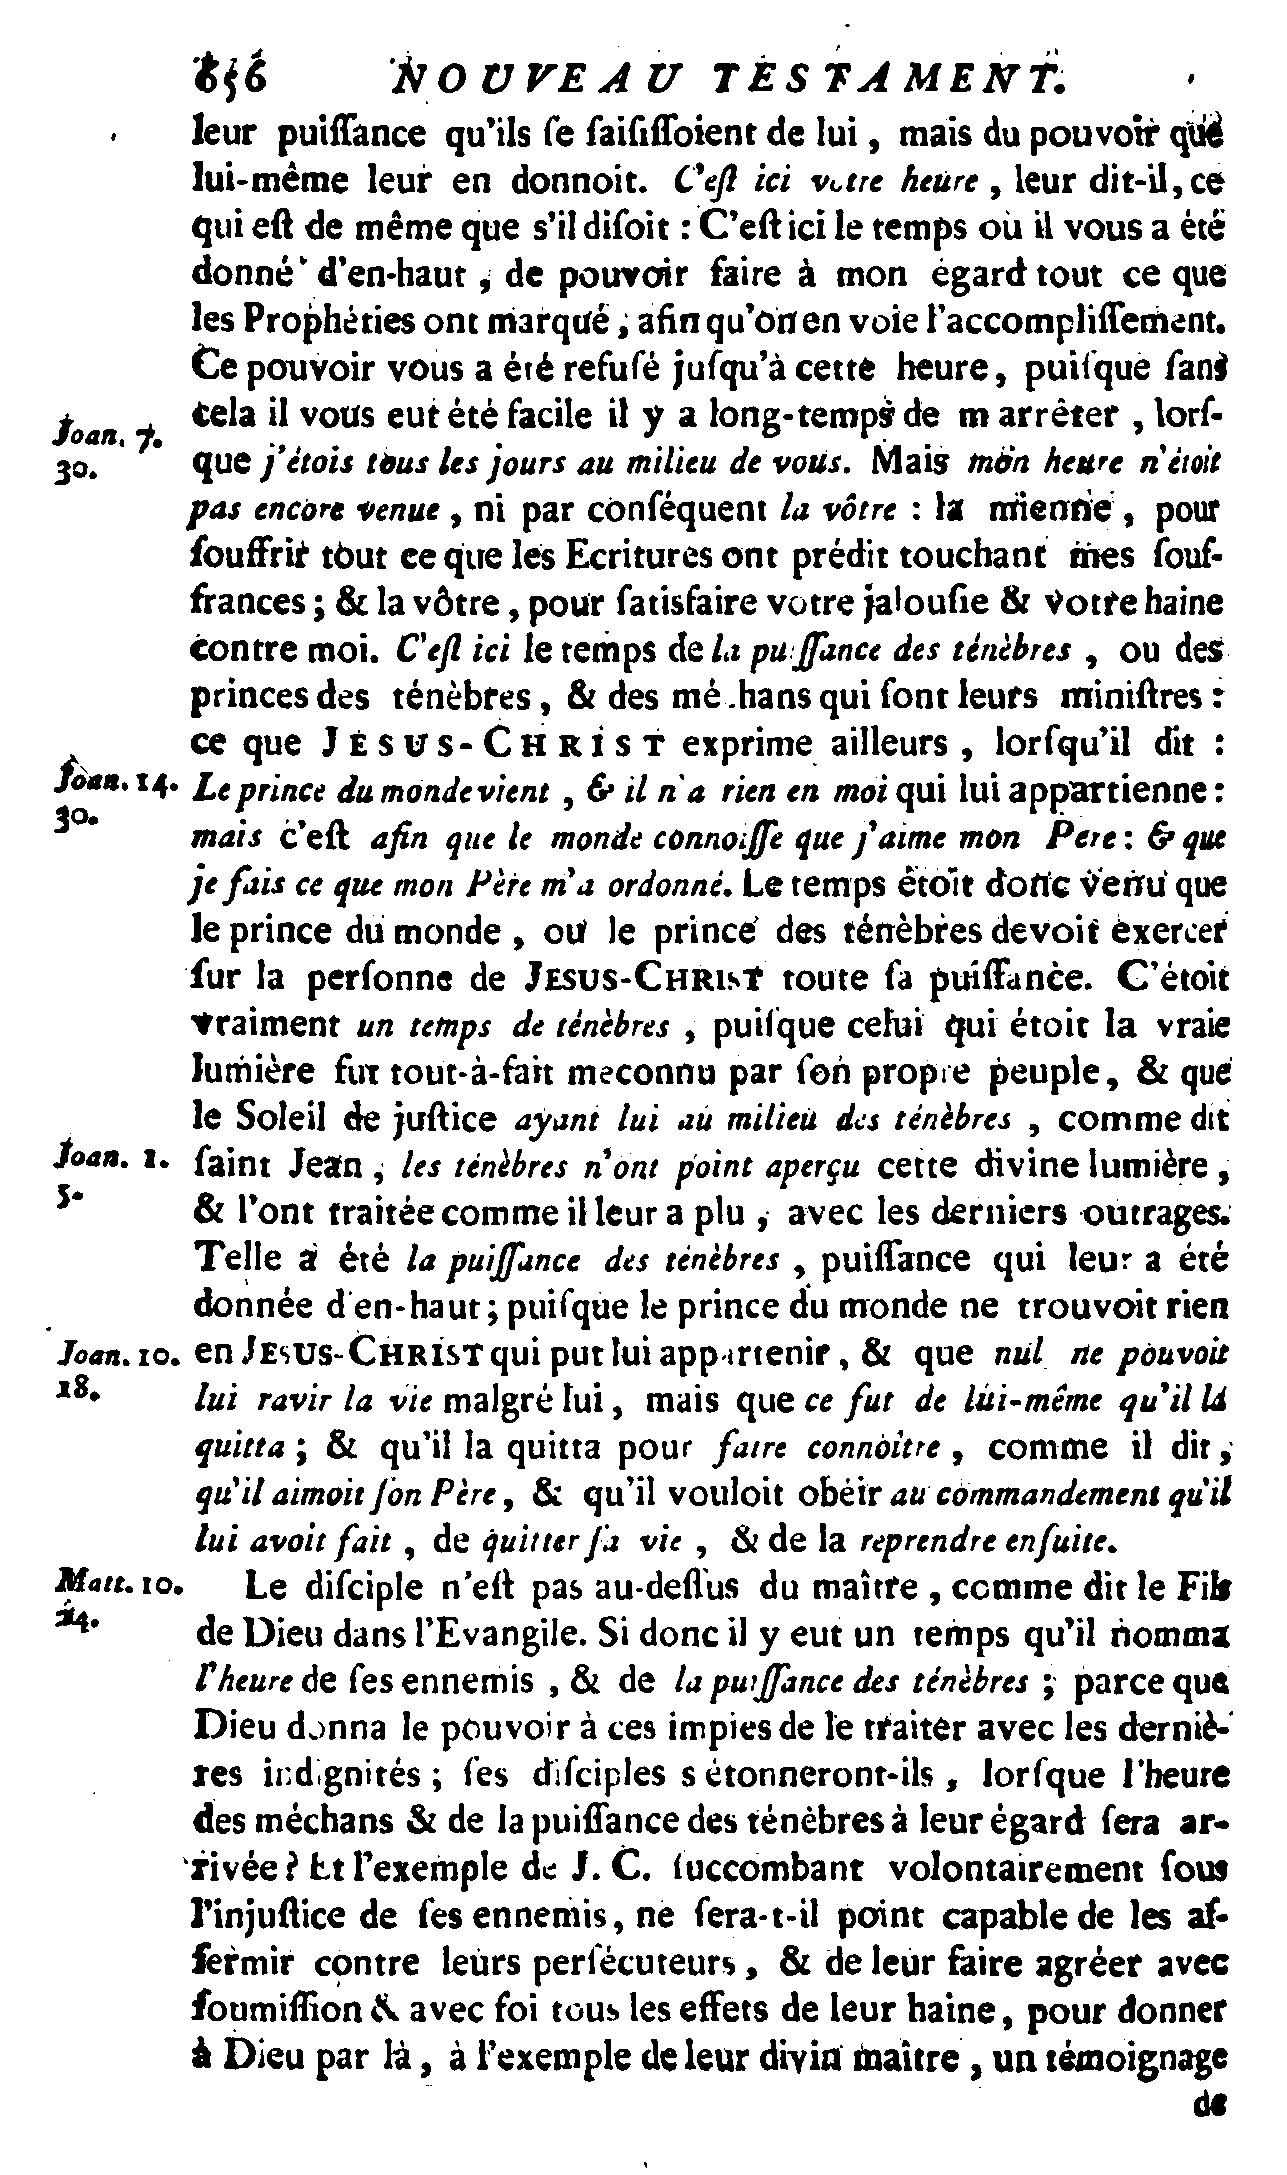 656 NOUVEAU TESTAMENT.
leur puiſſance qu'ils ſe ſaiſiſſoient de lui, mais du pouvoir que
lui-même leur en donnoit. C'eſt ici votre heure, leur dit-il, ce
qui eſt de même que s'il diſoit : C'eſt ici le temps où il vous a été
donné d'en-haut, de pouvoir faire à mon égard tout ce que
les Prophéties ont marqué, afin qu'on en voie l'accompliſſement.
Ce pouvoir vous a été refuſé juſqu'à cette heure, puiſque ſans
cela il vous eut été facile il y a long-temps de m'arrêter, lorſ-
Joan. 7.
30.
que j'étois tous les jours au milieu de vous. Mais mon heure n'étoit
pas encore venue, ni par conſéquent la vôtre : la mienne, pour
ſouffrir tout ce que les Ecritures ont prédit touchant mes ſouf-
frances ; & la vôtre, pour ſatisfaire votre jalouſie & votre haine
contre moi. C'eſt ici le temps de la puiſſance des ténèbres, ou des
princes des ténèbres, & des méchans qui ſont leurs miniſtres :
ce que JESUS-CHRIST exprime ailleurs, lorſqu'il dit :
Joan. 14.
30.
Le prince du monde vient, & il n'a rien en moi qui lui appartienne :
mais c'eſt afin que le monde connoiſſe que j'aime mon Pere : & que
je fais ce que mon Père m'a ordonné. Le temps étoit donc venu que
le prince du monde, ou le prince des ténèbres devoit exercer
ſur la perſonne de JESUS-CHRIST toute ſa puiſſance. C'étoit
vraiment un temps de ténèbres, puiſque celui qui étoit la vraie
lumière fut tout-à-fait meconnu par ſon propre peuple, & que
le Soleil de juſtice ayant lui au milieu des ténèbres, comme dit
Joan. 1.
5.
ſaint Jean, les ténèbres n'ont point aperçu cette divine lumière,
& l'ont traitée comme il leur a plu, avec les derniers outrages.
Telle a été la puiſſance des ténèbres, puiſſance qui leur a été
donnée d'en-haut ; puiſque le prince du monde ne trouvoit rien
Joan. 10.
18.
en JESUS-CHRIST qui put lui appartenir, & que nul ne pouvoit
lui ravir la vie malgré lui, mais que ce fut de lui-même qu'il la
quitta ; & qu'il la quitta pour faire connoître, comme il dit,
qu'il aimoit ſon Père, & qu'il vouloit obéir au commandement qu'il
lui avoit fait, de quitter ſa vie, & de la reprendre enſuite.
Matt. 10.
24.
Le diſciple n'eſt pas au-deſſus du maître, comme dit le Fils
de Dieu dans l'Evangile. Si donc il y eut un temps qu'il nomma
l'heure de ſes ennemis, & de la puiſſance des ténèbres ; parce que
Dieu donna le pouvoir à ces impies de le traiter avec les derniè-
res indignités ; ſes diſciples s'étonneront-ils, lorſque l'heure
des méchans & de la puiſſance des ténèbres à leur égard ſera ar-
rivée ? Et l'exemple de J. C. ſuccombant volontairement ſous
l'injuſtice de ſes ennemis, ne ſera-t-il point capable de les af-
fermir contre leurs perſécuteurs, & de leur faire agréer avec
ſoumiſſion & avec foi tous les effets de leur haine, pour donner
à Dieu par là, à l'exemple de leur divin maître, un témoignage
de